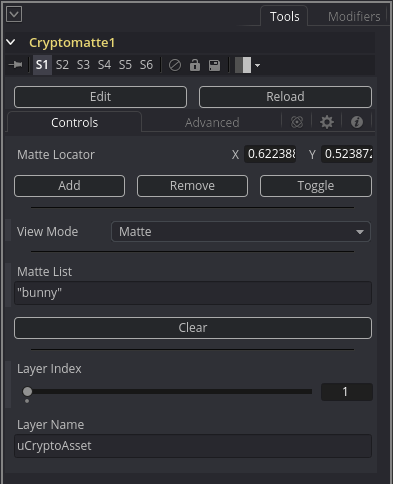 Tools Modifiers
Cryptomatte1
S1 S2 S3 S4 S5 S6
Edit Reload
Controls Advanced
Matte Locator X 0.622388 Y 0.523872
Add Remove Toggle
View Mode Matte
Matte List
"bunny"
Clear
Layer Index
1
Layer Name
uCryptoAsset